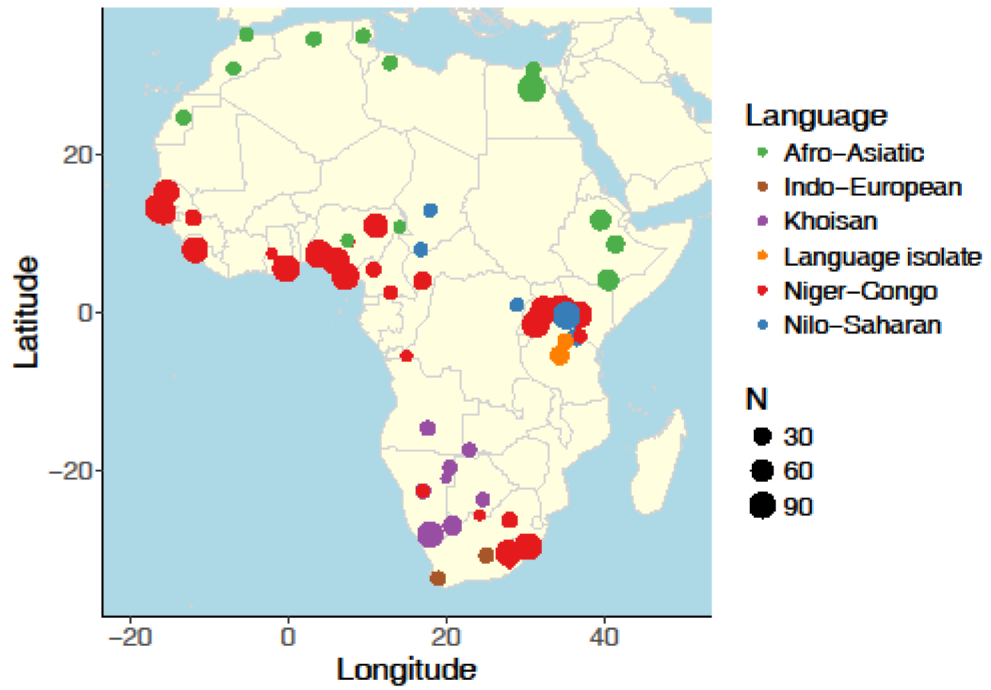 Latitude
20
0
−20
−20
0
20
40
Longitude
Language
Afro−Asiatic
Indo−European
Khoisan
Language isolate
Niger−Congo
Nilo−Saharan
N
30
60
90